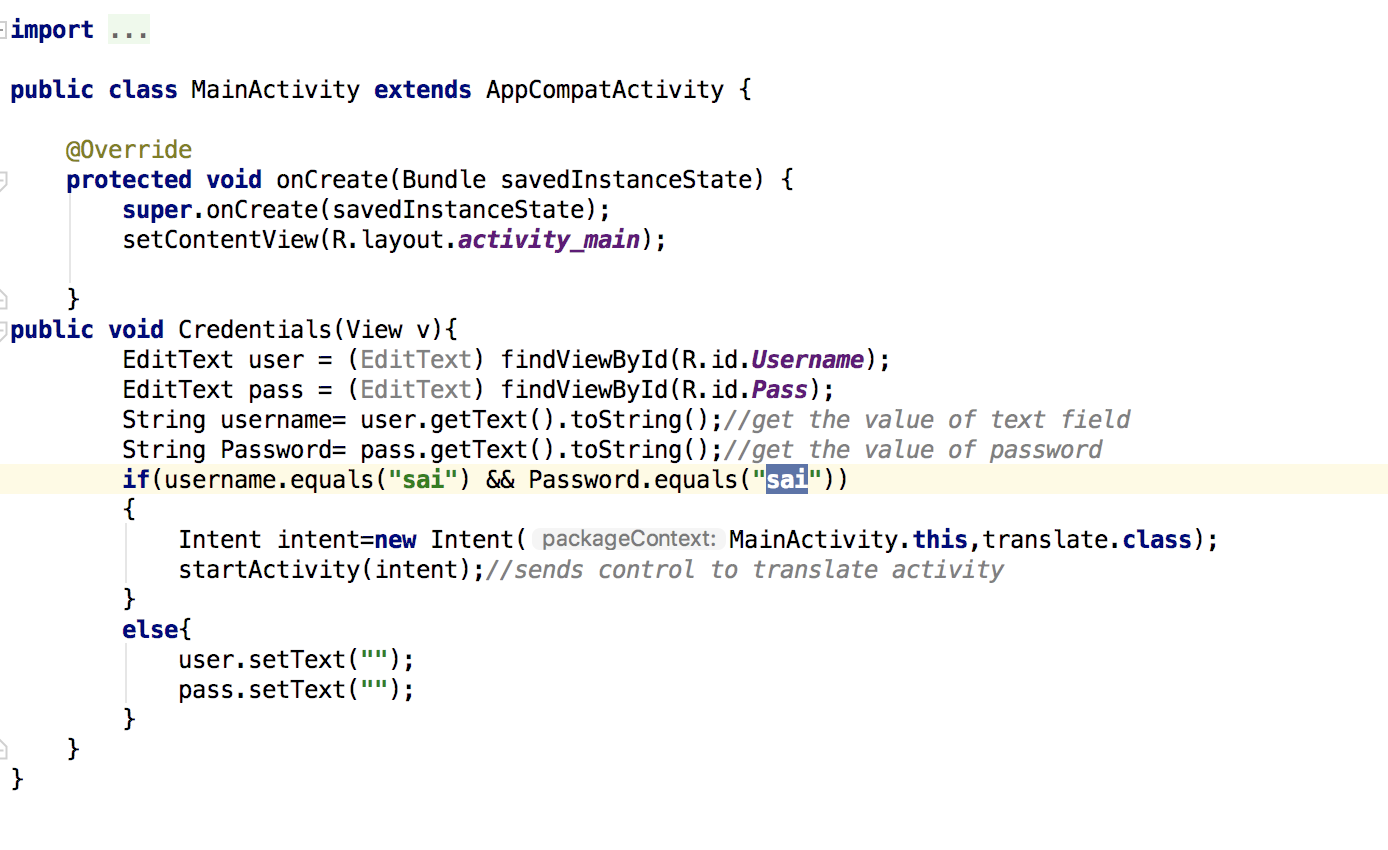 import ...
public class MainActivity extends AppCompatActivity {
@Override
protected void onCreate(Bundle savedInstanceState) {
super.onCreate(savedInstanceState);
setContentView(R.layout.activity_main);
}
public void Credentials(View v){
EditText user = (EditText) findViewById(R.id.Username);
EditText pass = (EditText) findViewById(R.id.Pass);
String username= user.getText().toString();//get the value of text field
String Password= pass.getText().toString();//get the value of password
if(username.equals("sai") && Password.equals("sai"))
{
Intent intent=new Intent( packageContext: MainActivity.this,translate.class);
startActivity(intent);//sends control to translate activity
}
else{
user.setText("");
pass.setText("");
}
}
}